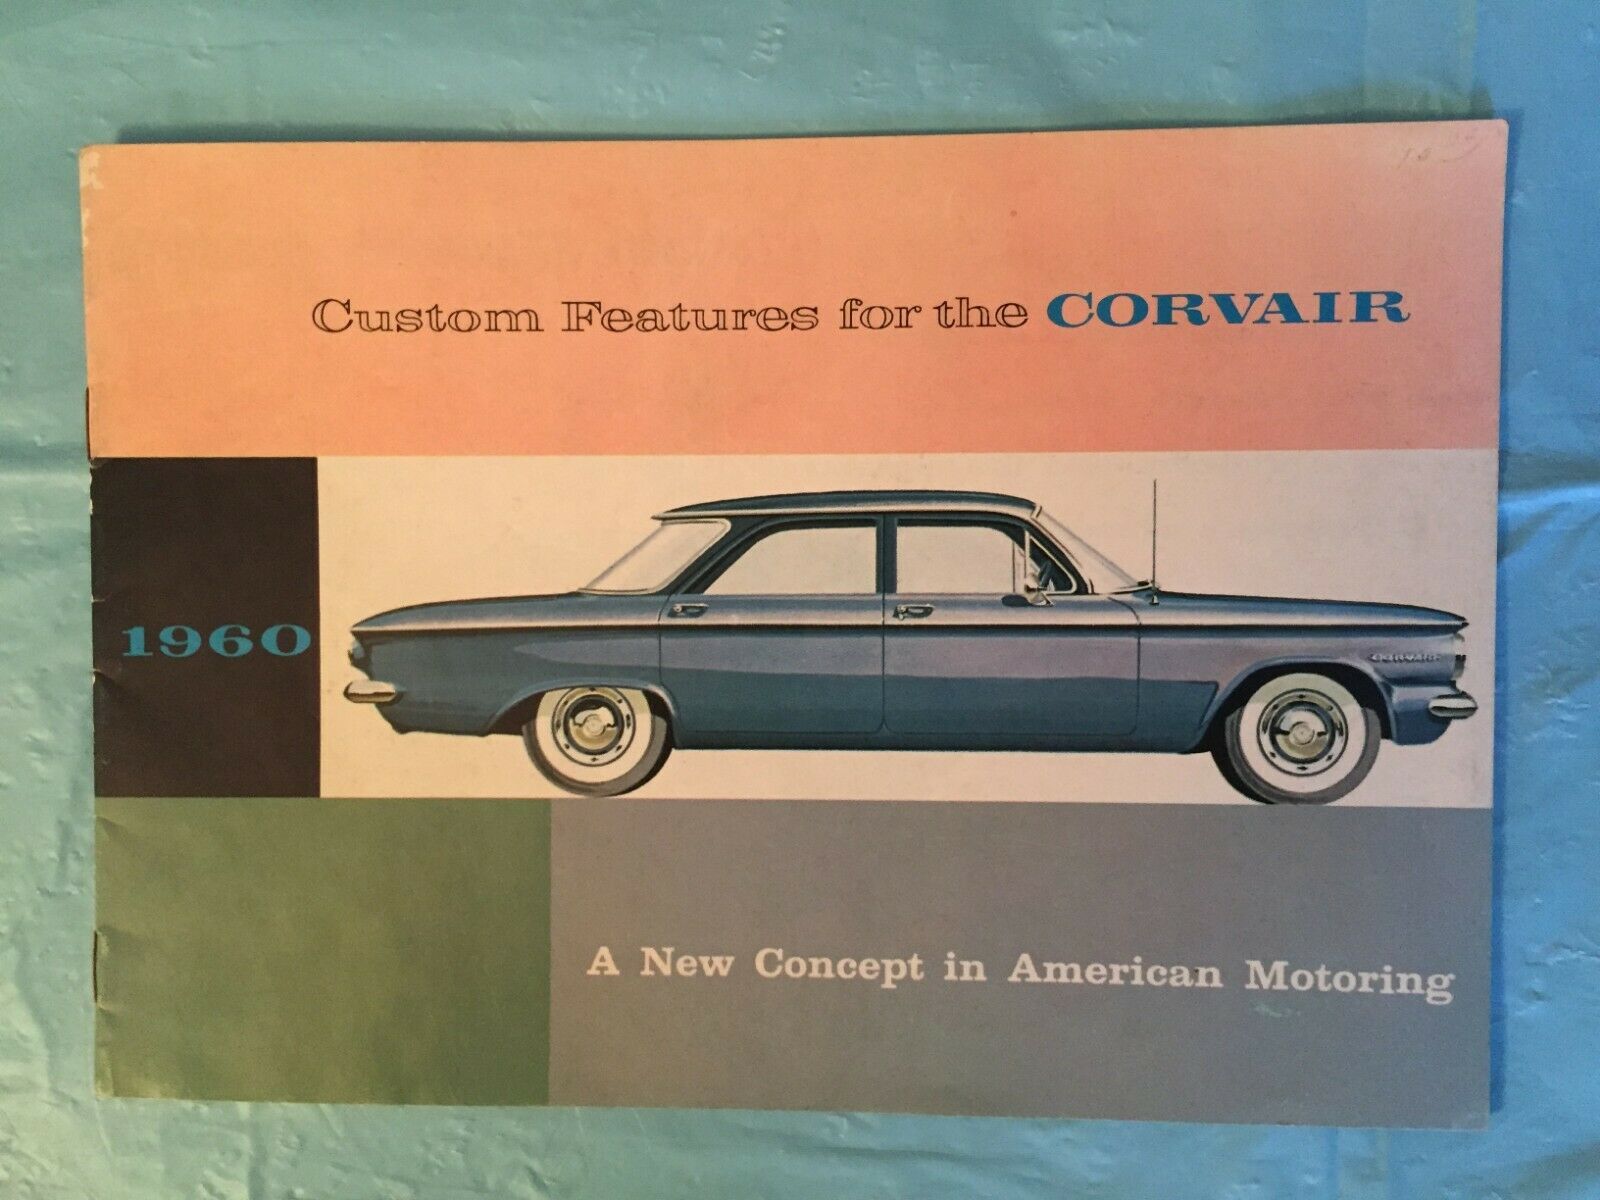 Custom Features for the CORVAIR
1960
CORVAIR
A New Concept in American Motoring